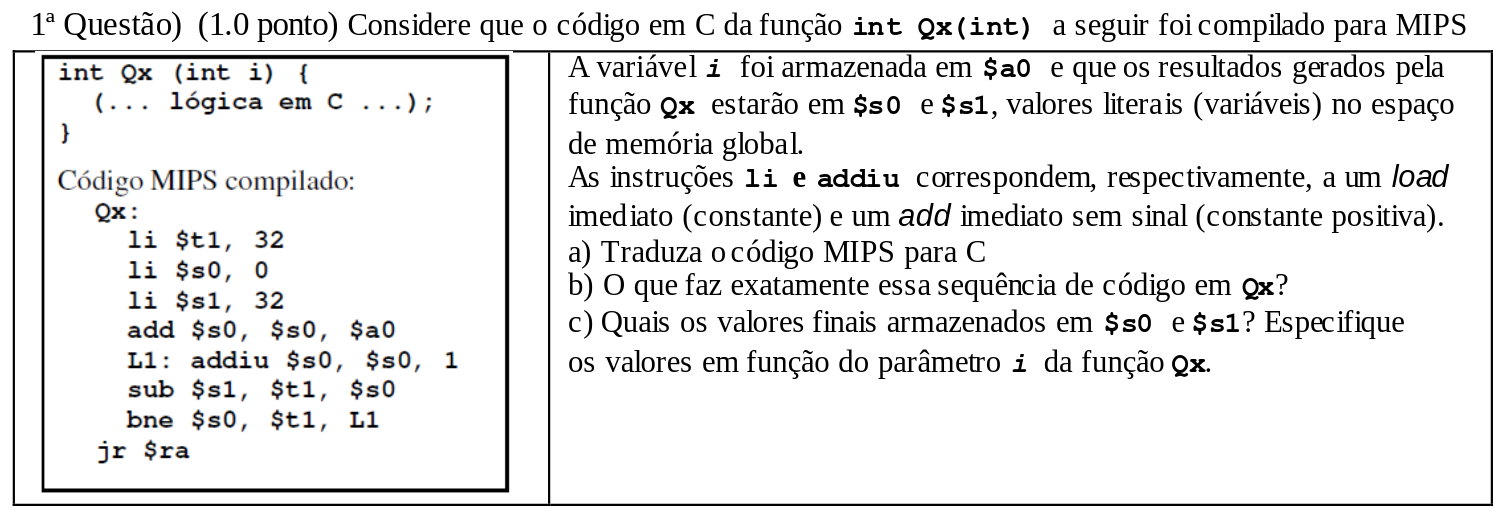 1ª Questão) (1.0 ponto) Considere que o código em C da função int Qx(int) a seguir foi compilado para MIPS
int Qx (int i) {
(... lógica em C ...);
}
Código MIPS compilado:
Qx:
li $t1, 32
li $s0, 0
li $s1, 32
add $s0, $s0, $a0
L1: addiu $s0, $s0, 1
sub $s1, $t1, $s0
bne $s0, $t1, L1
jr $ra
A variável i foi armazenada em $a0 e que os resultados gerados pela
função Qx estarão em $s0 e $s1, valores literais (variáveis) no espaço
de memória global.
As instruções li e addiu correspondem, respectivamente, a um load
imediato (constante) e um add imediato sem sinal (constante positiva).
a) Traduza o código MIPS para C
b) O que faz exatamente essa sequência de código em Qx?
c) Quais os valores finais armazenados em $s0 e $s1? Especifique
os valores em função do parâmetro i da função Qx.